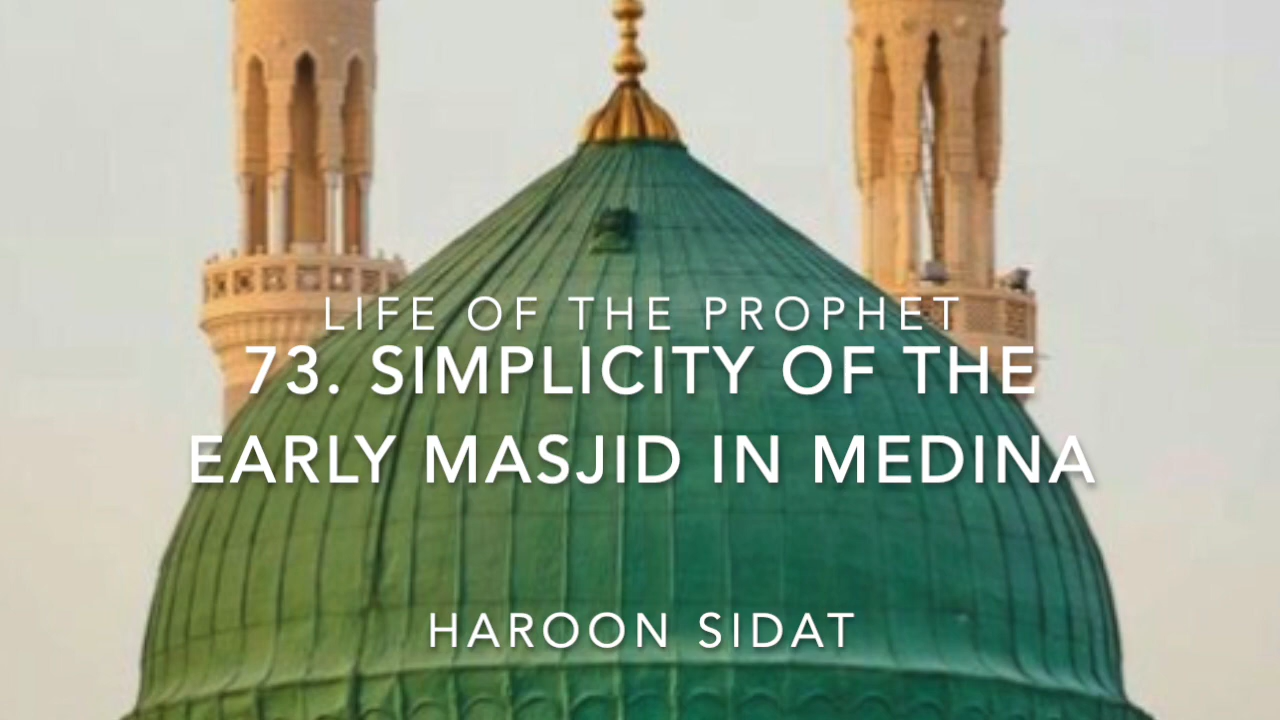 LIFE OF THE PROPHET
73. SIMPLICITY OF THE
EARLY MASJID IN MEDINA
HAROON SIDAT